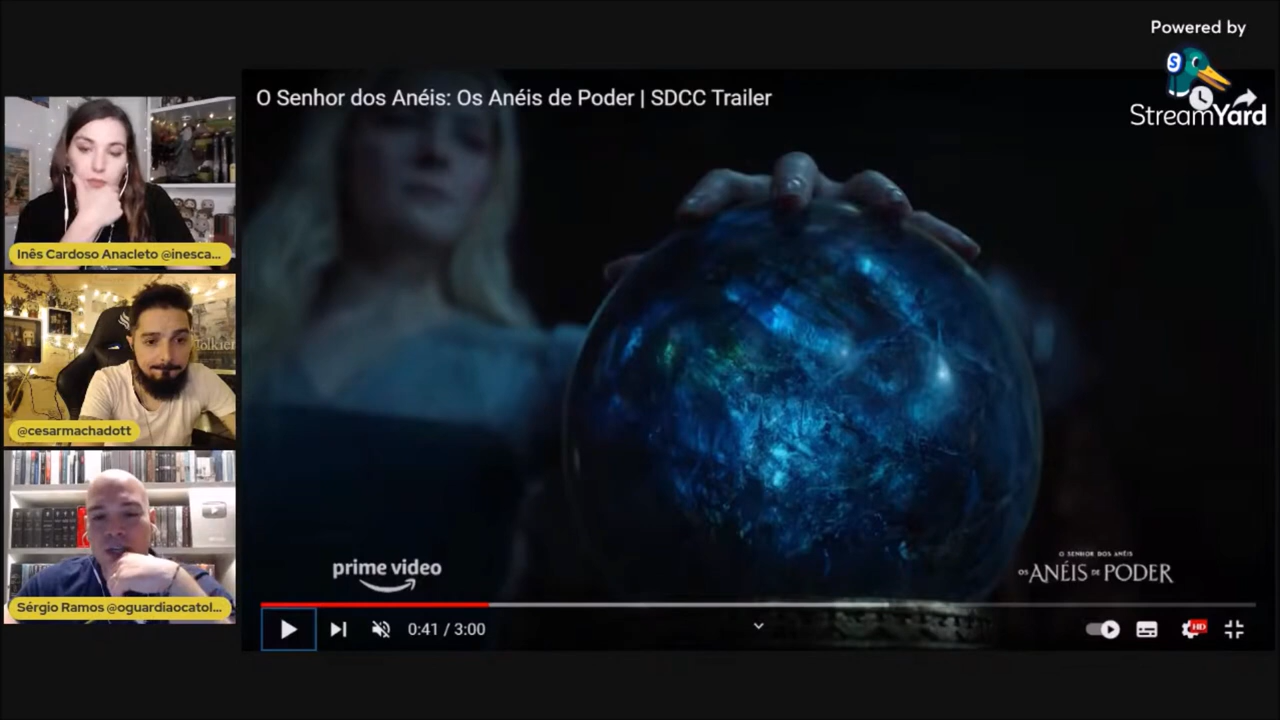 Powered by
S
StreamYard
O Senhor dos Anéis: Os Anéis de Poder | SDCC Trailer
Inês Cardoso Anacleto @inesca...
Tolkien
@cesarmachadott
Sérgio Ramos @oguardiaocatol...
prime video
O SENHOR DOS ANÉIS
OS ANÉIS DE PODER
0:41 / 3:00
HD